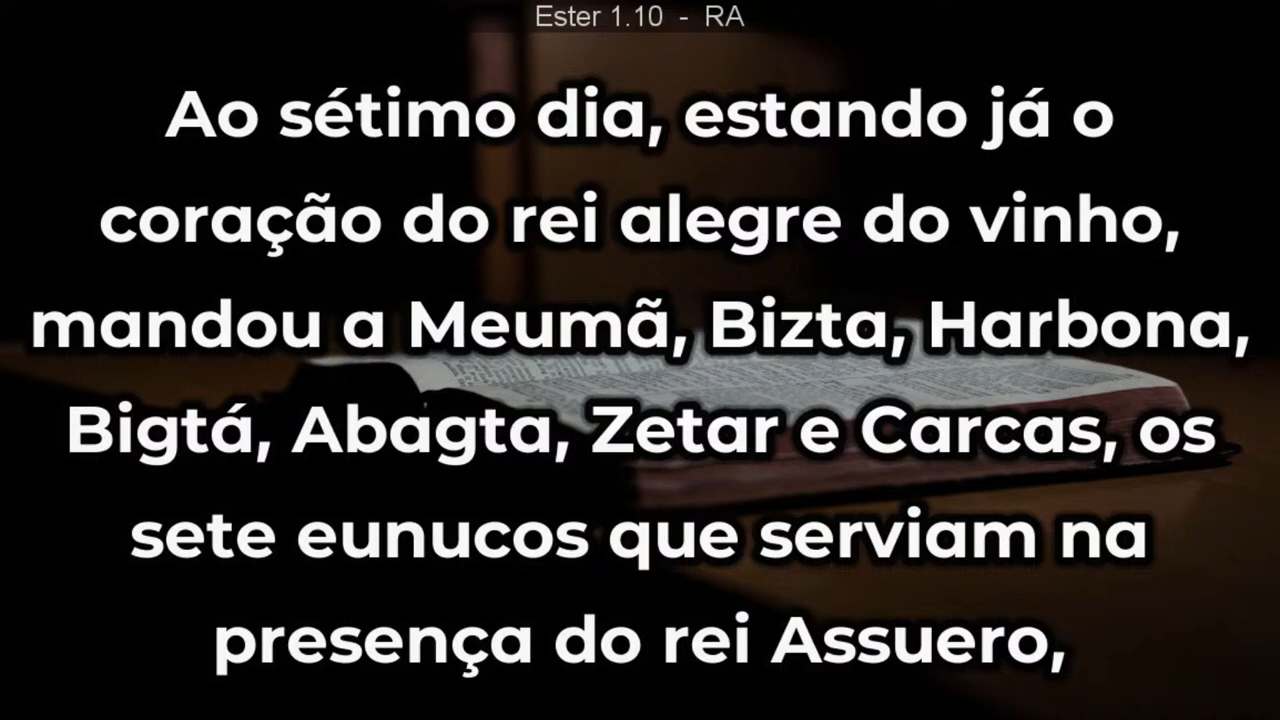 Ester 1.10 - RA
Ao sétimo dia, estando já o
coração do rei alegre do vinho,
mandou a Meumã, Bizta, Harbona,
Bigtá, Abagta, Zetar e Carcas, os
sete eunucos que serviam na
presença do rei Assuero,